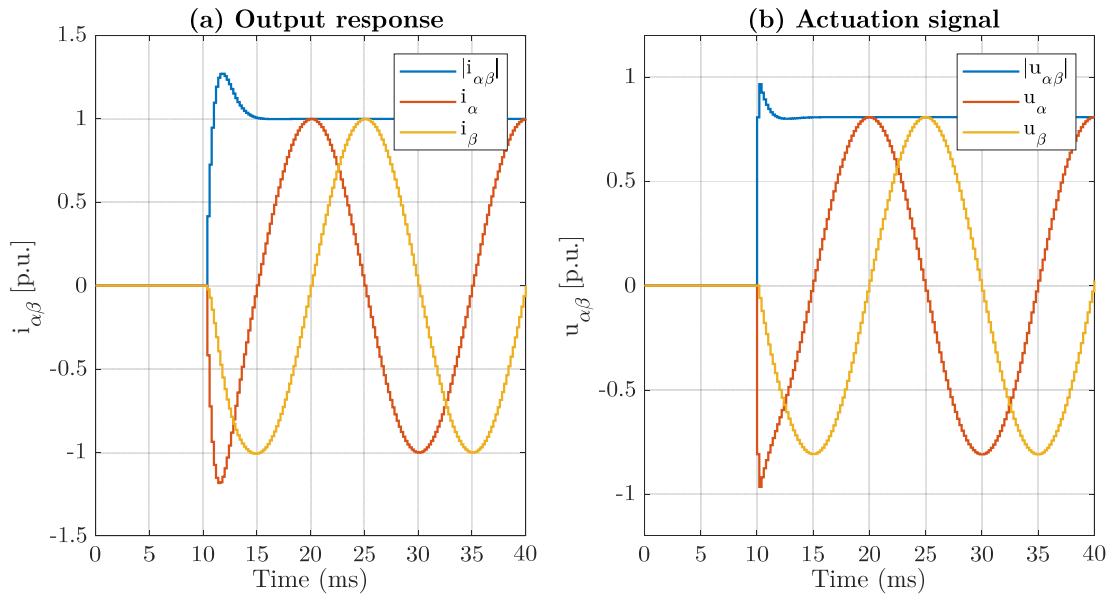 (a) Output response
1.5
1
0.5
0
-0.5
-1
-1.5
i_αβ [p.u.]
|i_αβ|
i_α
i_β
0 5 10 15 20 25 30 35 40
Time (ms)
(b) Actuation signal
1
0.5
0
-0.5
-1
u_αβ [p.u.]
|u_αβ|
u_α
u_β
0 5 10 15 20 25 30 35 40
Time (ms)